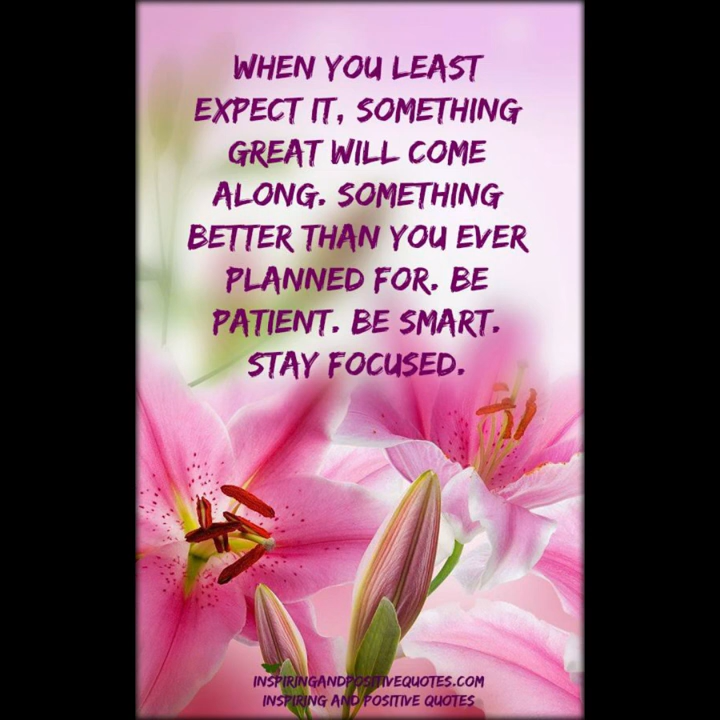 WHEN YOU LEAST
EXPECT IT, SOMETHING
GREAT WILL COME
ALONG. SOMETHING
BETTER THAN YOU EVER
PLANNED FOR. BE
PATIENT. BE SMART.
STAY FOCUSED.
INSPIRINGANDPOSITIVEQUOTES.COM
INSPIRING AND POSITIVE QUOTES